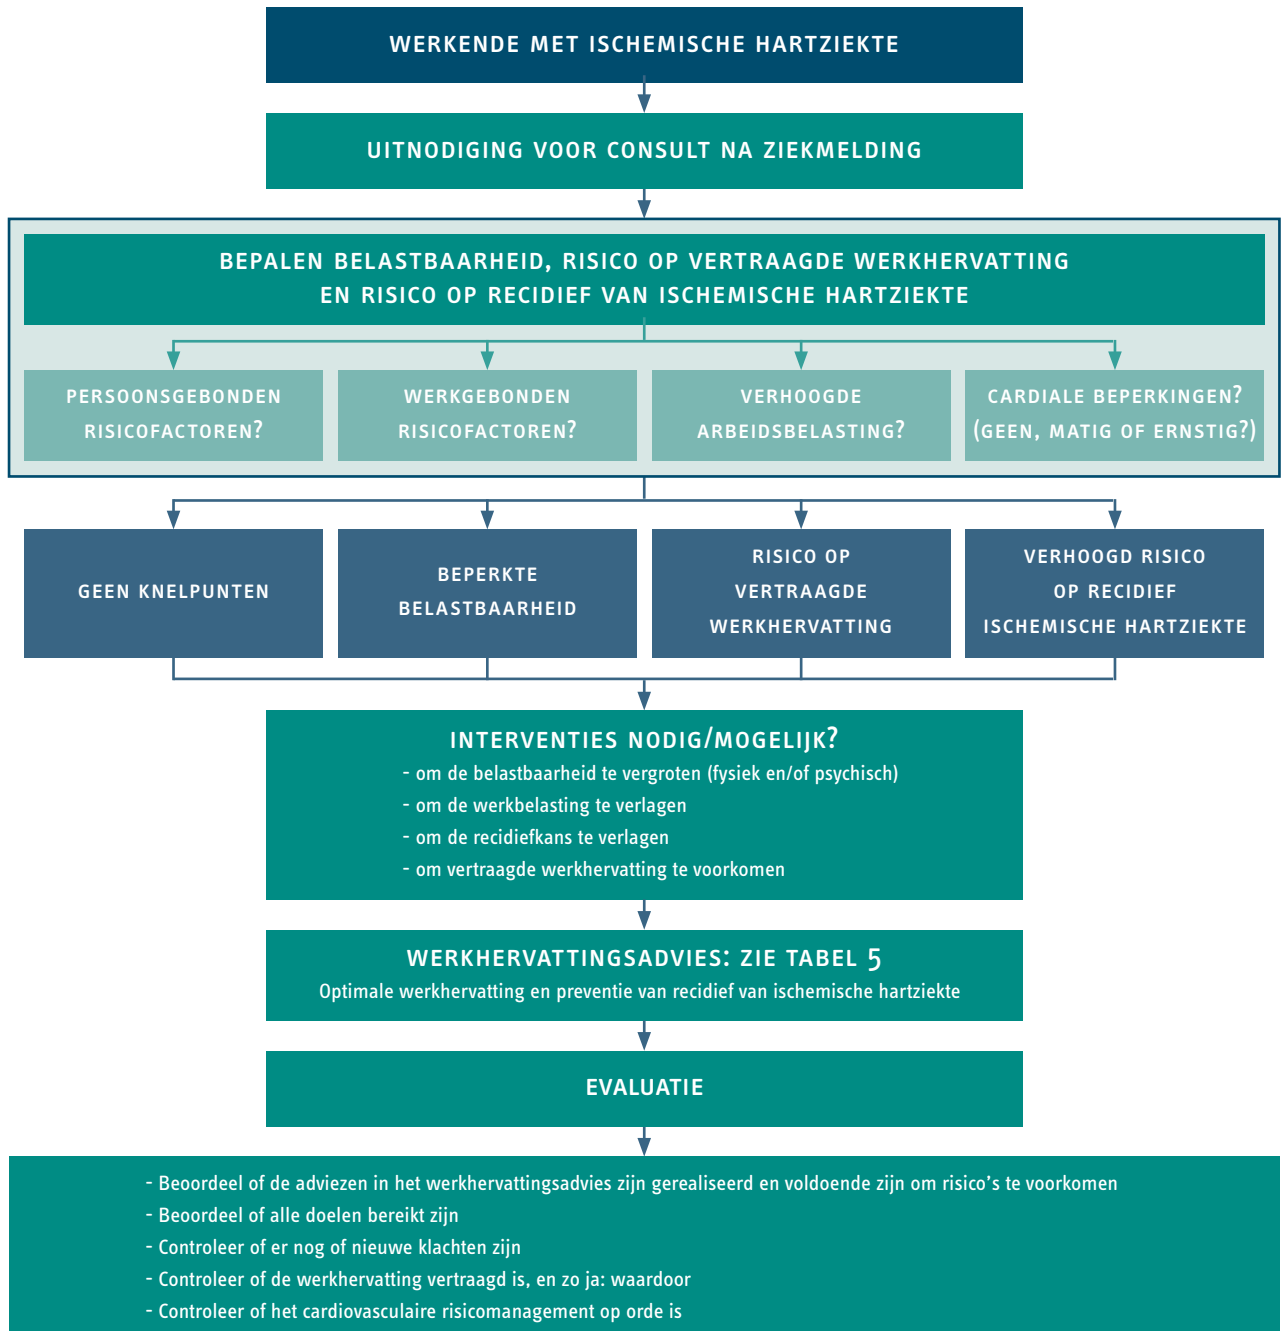 WERKENDE MET ISCHEMISCHE HARTZIEKTE
UITNODIGING VOOR CONSULT NA ZIEKMELDING
BEPALEN BELASTBAARHEID, RISICO OP VERTRAAGDE WERKHERVATTING
EN RISICO OP RECIDIEF VAN ISCHEMISCHE HARTZIEKTE
PERSOONSGEBONDEN
RISICOFACTOREN?
WERKGEBONDEN
RISICOFACTOREN?
VERHOOGDE
ARBEIDSBELASTING?
CARDIALE BEPERKINGEN?
(GEEN, MATIG OF ERNSTIG?)
GEEN KNELPUNTEN
BEPERKTE
BELASTBAARHEID
RISICO OP
VERTRAAGDE
WERKHERVATTING
VERHOOGD RISICO
OP RECIDIEF
ISCHEMISCHE HARTZIEKTE
INTERVENTIES NODIG/MOGELIJK?
- om de belastbaarheid te vergroten (fysiek en/of psychisch)
- om de werkbelasting te verlagen
- om de recidiefkans te verlagen
- om vertraagde werkhervatting te voorkomen
WERKHERVATTINGSADVIES: ZIE TABEL 5
Optimale werkhervatting en preventie van recidief van ischemische hartziekte
EVALUATIE
- Beoordeel of de adviezen in het werkhervattingsadvies zijn gerealiseerd en voldoende zijn om risico's te voorkomen
- Beoordeel of alle doelen bereikt zijn
- Controleer of er nog of nieuwe klachten zijn
- Controleer of de werkhervatting vertraagd is, en zo ja: waardoor
- Controleer of het cardiovasculaire risicomanagement op orde is